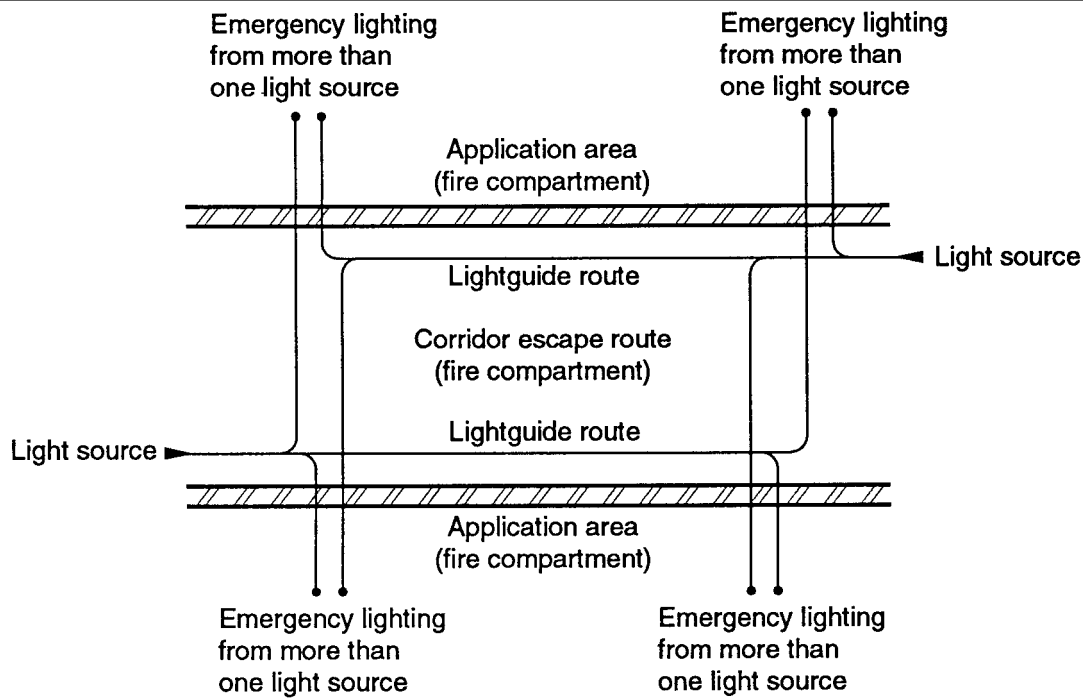 Emergency lighting
from more than
one light source
Emergency lighting
from more than
one light source
Application area
(fire compartment)
Light source
Lightguide route
Corridor escape route
(fire compartment)
Lightguide route
Light source
Application area
(fire compartment)
Emergency lighting
from more than
one light source
Emergency lighting
from more than
one light source